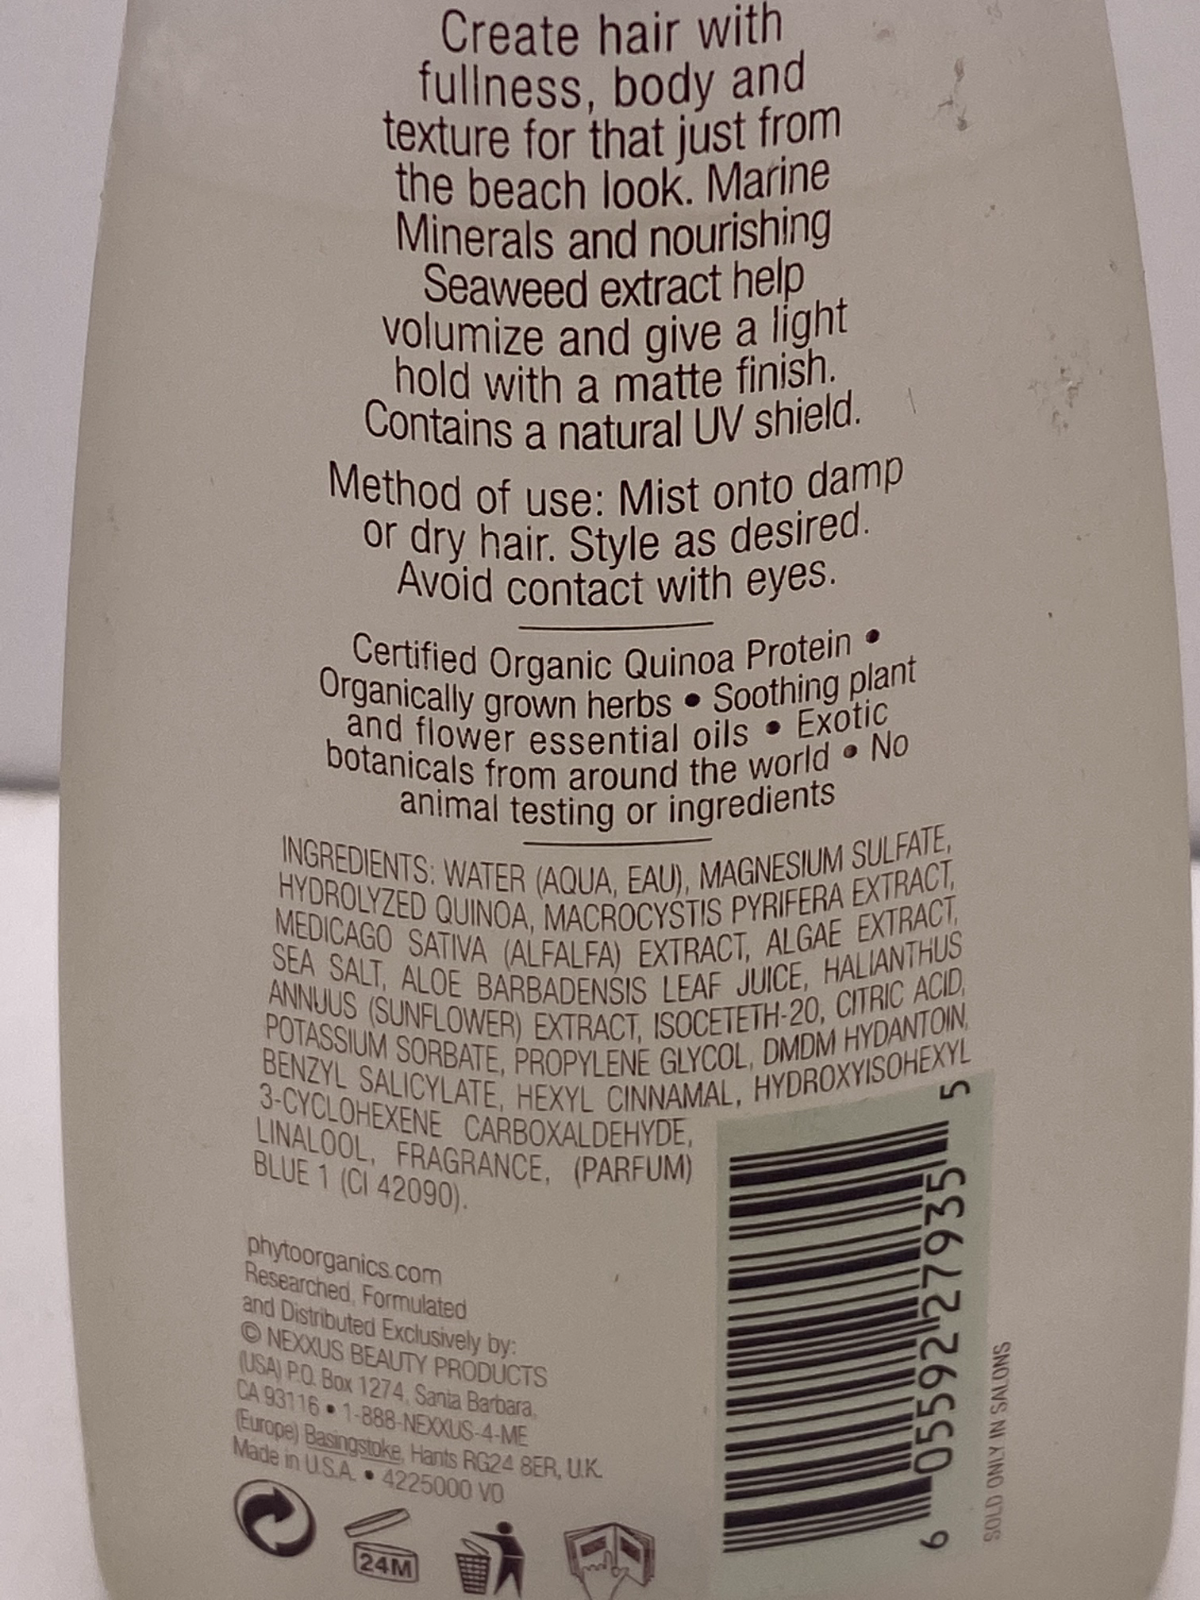 Create hair with
fullness, body and
texture for that just from
the beach look. Marine
Minerals and nourishing
Seaweed extract help
volumize and give a light
hold with a matte finish.
Contains a natural UV shield.
Method of use: Mist onto damp
or dry hair. Style as desired.
Avoid contact with eyes.
Certified Organic Quinoa Protein •
Organically grown herbs • Soothing plant
and flower essential oils • Exotic
botanicals from around the world • No
animal testing or ingredients
INGREDIENTS: WATER (AQUA, EAU), MAGNESIUM SULFATE,
HYDROLYZED QUINOA, MACROCYSTIS PYRIFERA EXTRACT,
MEDICAGO SATIVA (ALFALFA) EXTRACT, ALGAE EXTRACT,
SEA SALT, ALOE BARBADENSIS LEAF JUICE, HALIANTHUS
ANNUUS (SUNFLOWER) EXTRACT, ISOCETETH-20, CITRIC ACID,
POTASSIUM SORBATE, PROPYLENE GLYCOL, DMDM HYDANTOIN,
BENZYL SALICYLATE, HEXYL CINNAMAL, HYDROXYISOHEXYL
3-CYCLOHEXENE CARBOXALDEHYDE,
LINALOOL, FRAGRANCE, (PARFUM)
BLUE 1 (CI 42090).
phytoorganics.com
Researched, Formulated
and Distributed Exclusively by:
© NEXXUS BEAUTY PRODUCTS
(USA) P.O. Box 1274, Santa Barbara,
CA 93116 • 1-888-NEXXUS-4-ME
(Europe) Basingstoke, Hants RG24 8ER, U.K.
Made in U.S.A. • 4225000 VO
24M
6 05592 27935 5
SOLD ONLY IN SALONS